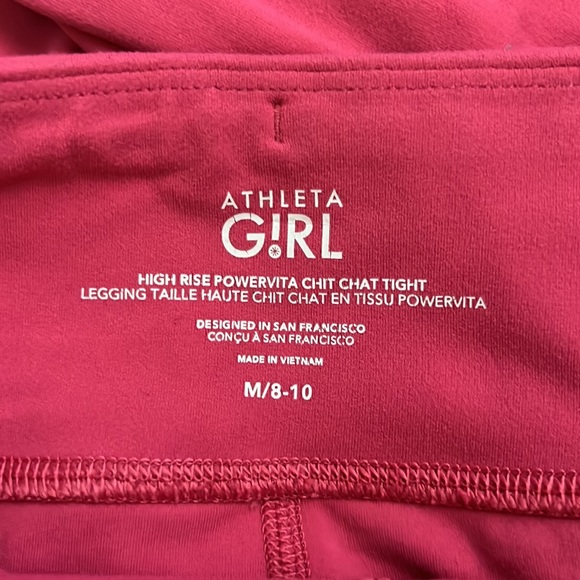 ATHLETA
G!RL
HIGH RISE POWERVITA CHIT CHAT TIGHT
LEGGING TAILLE HAUTE CHIT CHAT EN TISSU POWERVITA
DESIGNED IN SAN FRANCISCO
CONÇU À SAN FRANCISCO
MADE IN VIETNAM
M/8-10